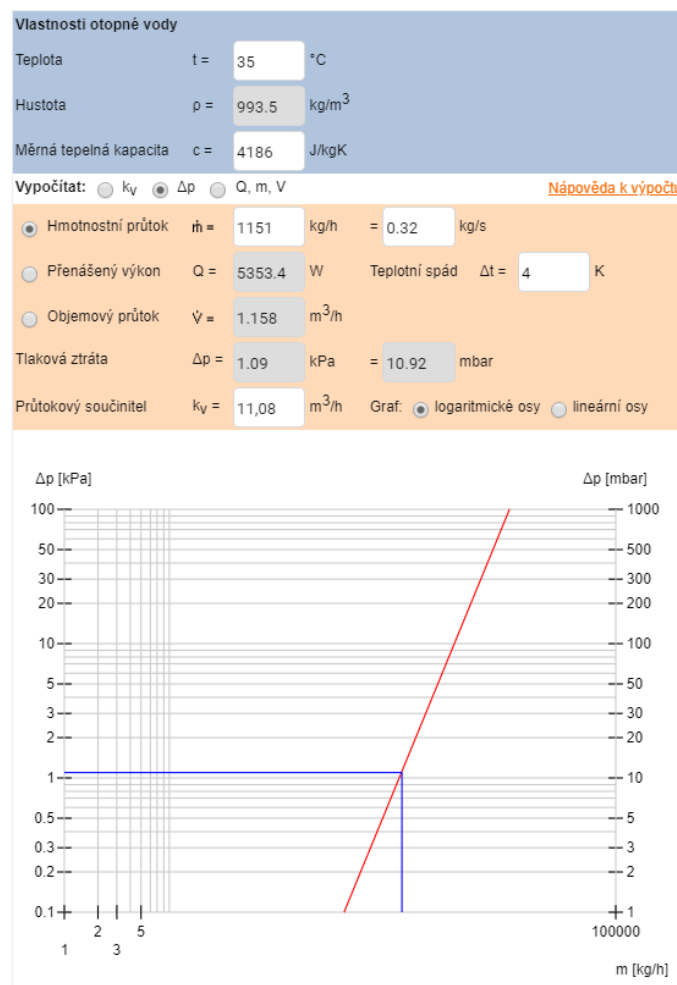 Vlastnosti otopné vody
Teplota t = 35 °C
Hustota ρ = 993.5 kg/m3
Měrná tepelná kapacita c = 4186 J/kgK
Vypočítat: kV Δp Q, m, V Nápověda k výpočtu
Hmotnostní průtok ṁ = 1151 kg/h = 0.32 kg/s
Přenášený výkon Q = 5353.4 W Teplotní spád Δt = 4 K
Objemový průtok V̇ = 1.158 m3/h
Tlaková ztráta Δp = 1.09 kPa = 10.92 mbar
Průtokový součinitel kV = 11,08 m3/h Graf: logaritmické osy lineární osy
Δp [kPa] Δp [mbar]
100 1000
50 500
30 300
20 200
10 100
5 50
3 30
2 20
1 10
0.5 5
0.3 3
0.2 2
0.1 1
2 5 100000
1 3
m [kg/h]